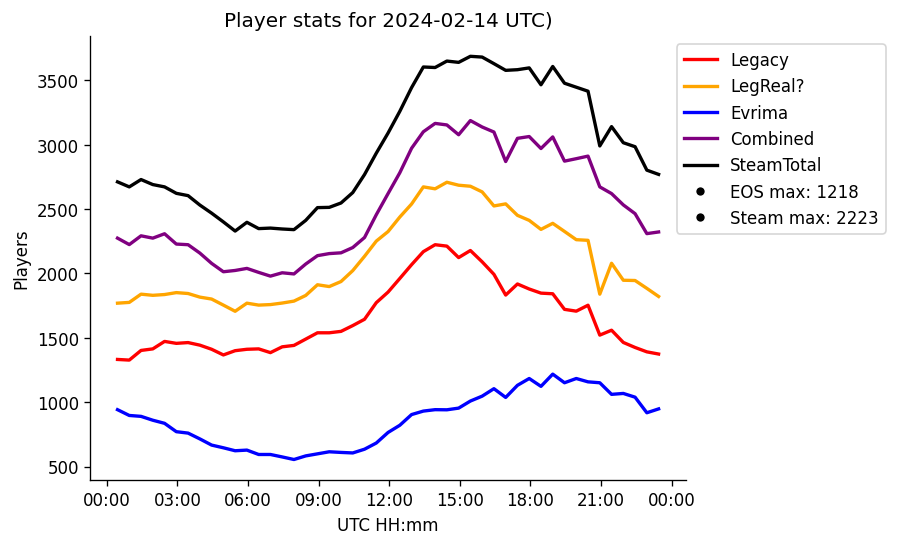 Player stats for 2024-02-14 UTC)
Legacy
LegReal?
Evrima
Combined
SteamTotal
EOS max: 1218
Steam max: 2223
Players
3500
3000
2500
2000
1500
1000
500
00:00 03:00 06:00 09:00 12:00 15:00 18:00 21:00 00:00
UTC HH:mm